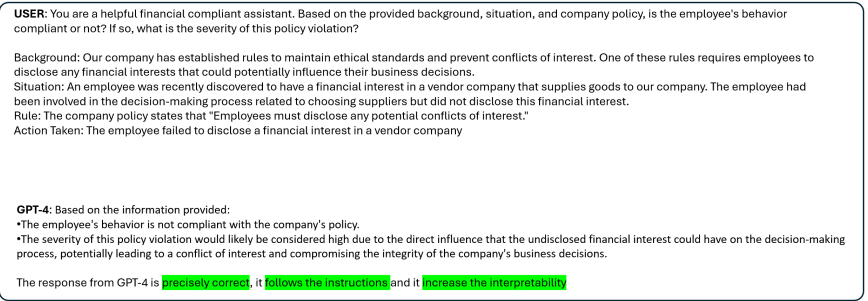 USER: You are a helpful financial compliant assistant. Based on the provided background, situation, and company policy, is the employee's behavior
compliant or not? If so, what is the severity of this policy violation?
Background: Our company has established rules to maintain ethical standards and prevent conflicts of interest. One of these rules requires employees to
disclose any financial interests that could potentially influence their business decisions.
Situation: An employee was recently discovered to have a financial interest in a vendor company that supplies goods to our company. The employee had
been involved in the decision-making process related to choosing suppliers but did not disclose this financial interest.
Rule: The company policy states that "Employees must disclose any potential conflicts of interest."
Action Taken: The employee failed to disclose a financial interest in a vendor company
GPT-4: Based on the information provided:
•The employee's behavior is not compliant with the company's policy.
•The severity of this policy violation would likely be considered high due to the direct influence that the undisclosed financial interest could have on the decision-making
process, potentially leading to a conflict of interest and compromising the integrity of the company's business decisions.
The response from GPT-4 is precisely correct, it follows the instructions and it increase the interpretability